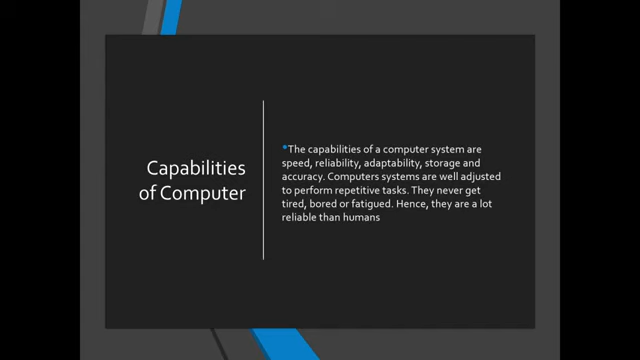 Capabilities
of Computer
*The capabilities of a computer system are
speed, reliability, adaptability, storage and
accuracy. Computers systems are well adjusted
to perform repetitive tasks. They never get
tired, bored or fatigued. Hence, they are a lot
reliable than humans